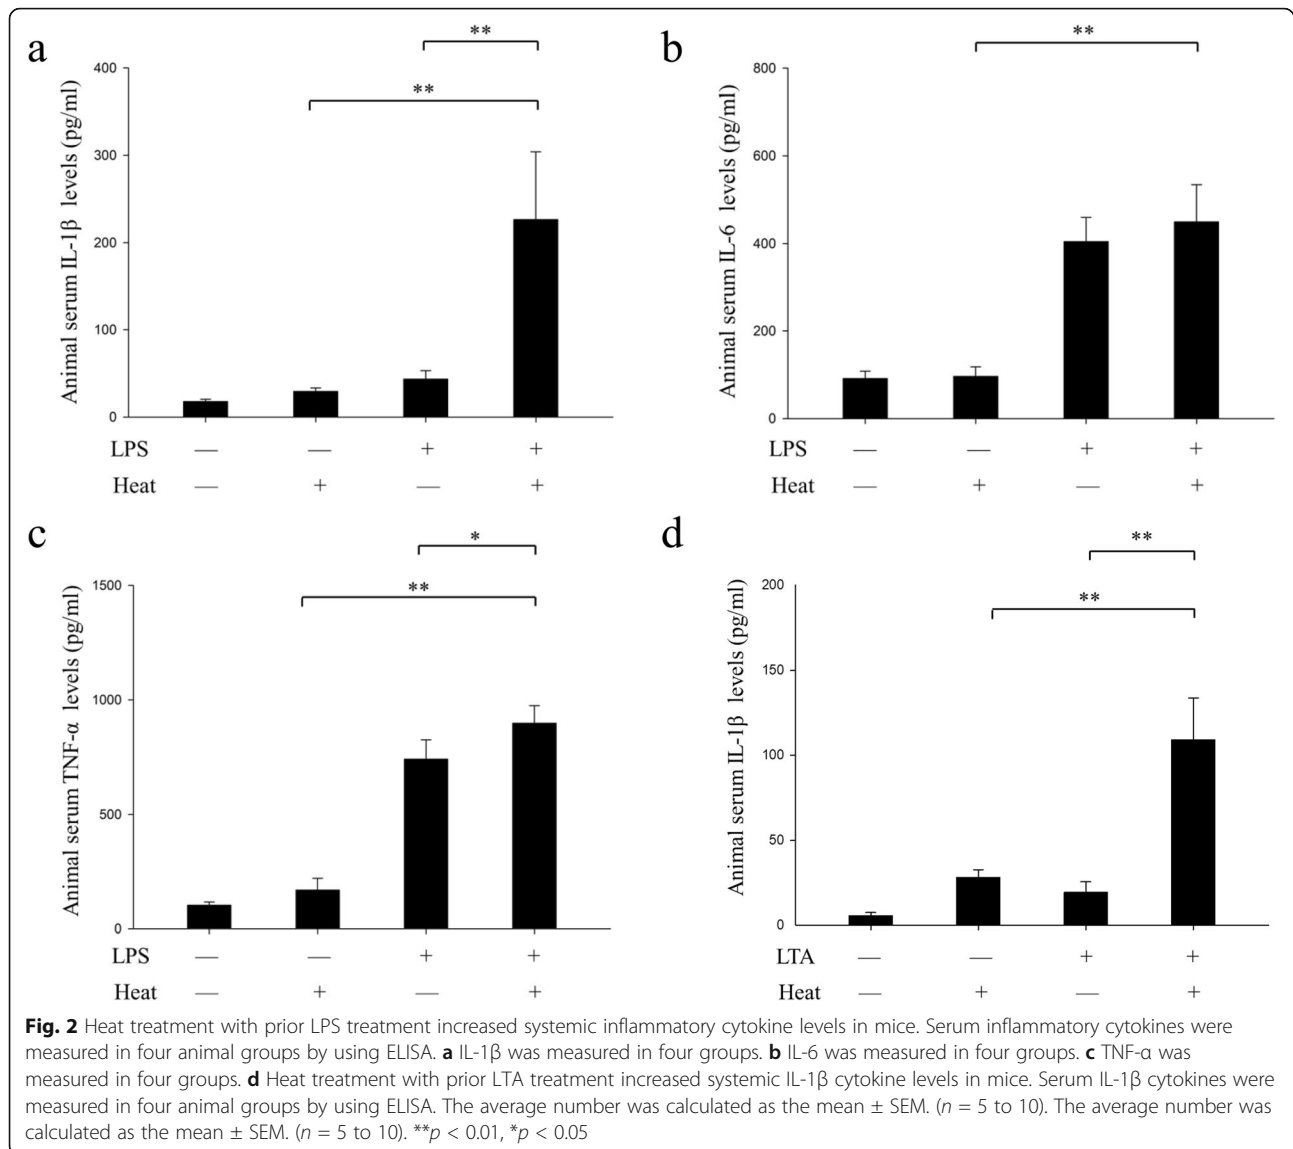 a
**
**
Animal serum IL-1β levels (pg/ml)
400
300
200
100
0
LPS — — + +
Heat — + — +
b
**
Animal serum IL-6 levels (pg/ml)
800
600
400
200
0
LPS — — + +
Heat — + — +
c
*
**
Animal serum TNF-α levels (pg/ml)
1500
1000
500
0
LPS — — + +
Heat — + — +
d
**
**
Animal serum IL-1β levels (pg/ml)
200
150
100
50
0
LTA — — + +
Heat — + — +
Fig. 2 Heat treatment with prior LPS treatment increased systemic inflammatory cytokine levels in mice. Serum inflammatory cytokines were
measured in four animal groups by using ELISA. a IL-1β was measured in four groups. b IL-6 was measured in four groups. c TNF-α was
measured in four groups. d Heat treatment with prior LTA treatment increased systemic IL-1β cytokine levels in mice. Serum IL-1β cytokines were
measured in four animal groups by using ELISA. The average number was calculated as the mean ± SEM. (n = 5 to 10). The average number was
calculated as the mean ± SEM. (n = 5 to 10). **p < 0.01, *p < 0.05